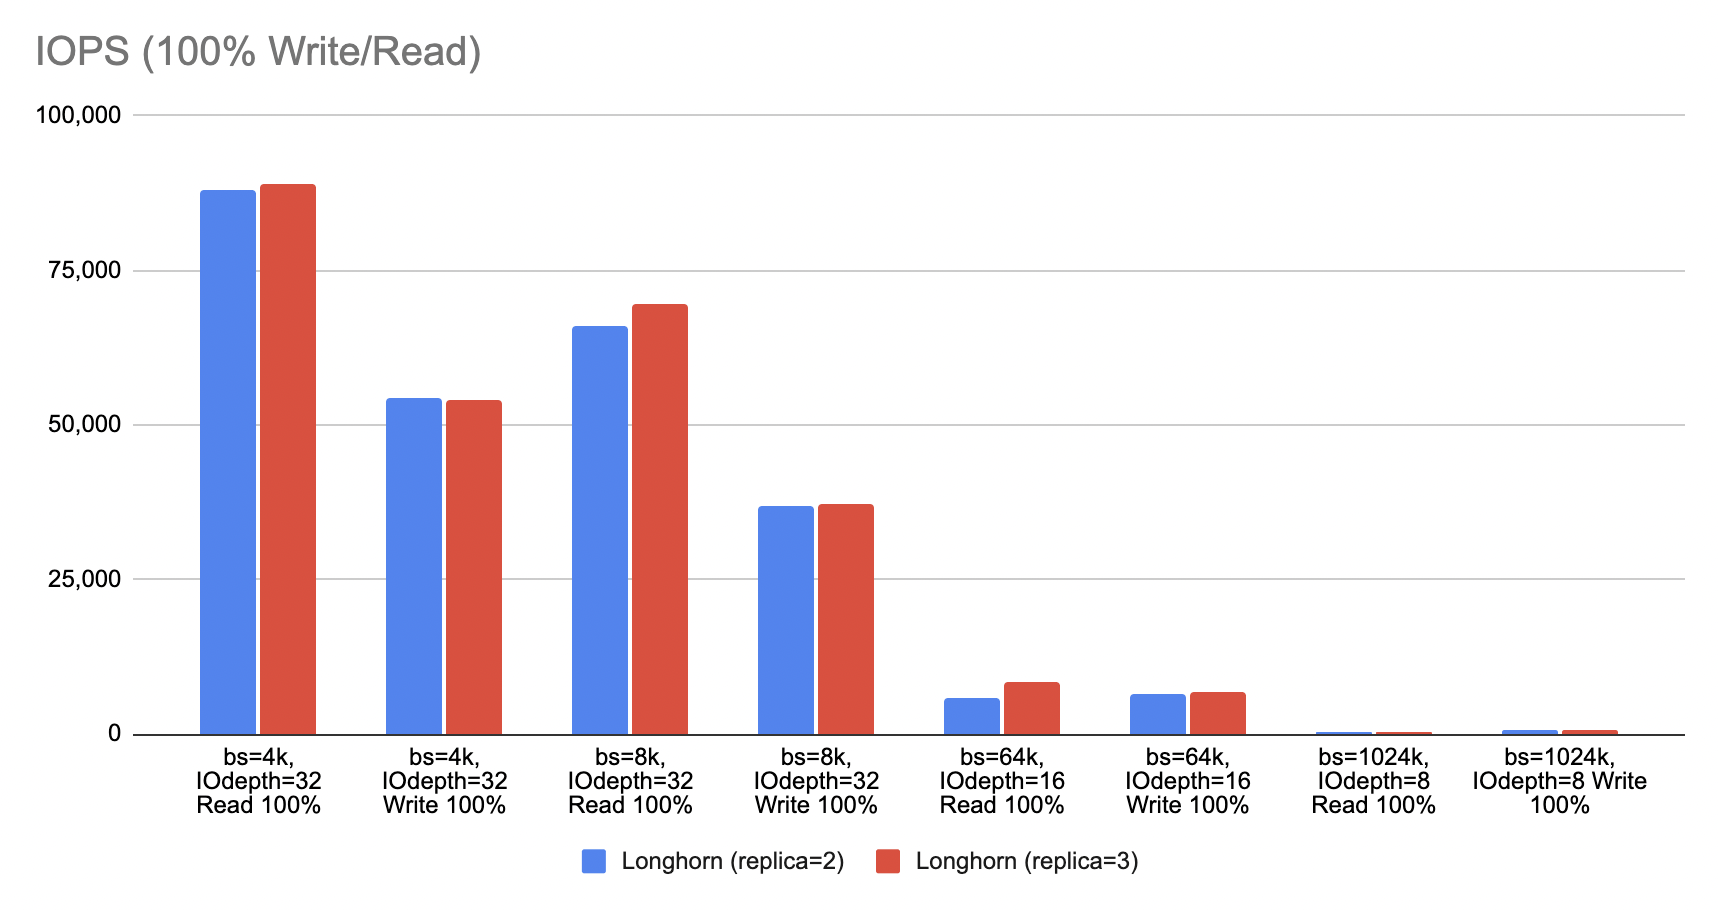 IOPS (100% Write/Read)
100,000
75,000
50,000
25,000
0
bs=4k,
IOdepth=32
Read 100%
bs=4k,
IOdepth=32
Write 100%
bs=8k,
IOdepth=32
Read 100%
bs=8k,
IOdepth=32
Write 100%
bs=64k,
IOdepth=16
Read 100%
bs=64k,
IOdepth=16
Write 100%
bs=1024k,
IOdepth=8
Read 100%
bs=1024k,
IOdepth=8 Write
100%
Longhorn (replica=2)
Longhorn (replica=3)